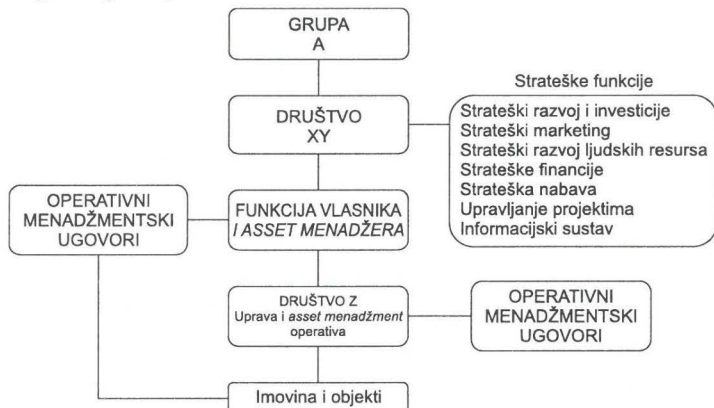 GRUPA
A
Strateške funkcije
DRUŠTVO
XY
Strateški razvoj i investicije
Strateški marketing
Strateški razvoj ljudskih resursa
Strateške financije
Strateška nabava
Upravljanje projektima
Informacijski sustav
OPERATIVNI
MENADŽMENTSKI
UGOVORI
FUNKCIJA VLASNIKA
I ASSET MENADŽERA
DRUŠTVO Z
Uprava i asset menadžment
operativa
OPERATIVNI
MENADŽMENTSKI
UGOVORI
Imovina i objekti